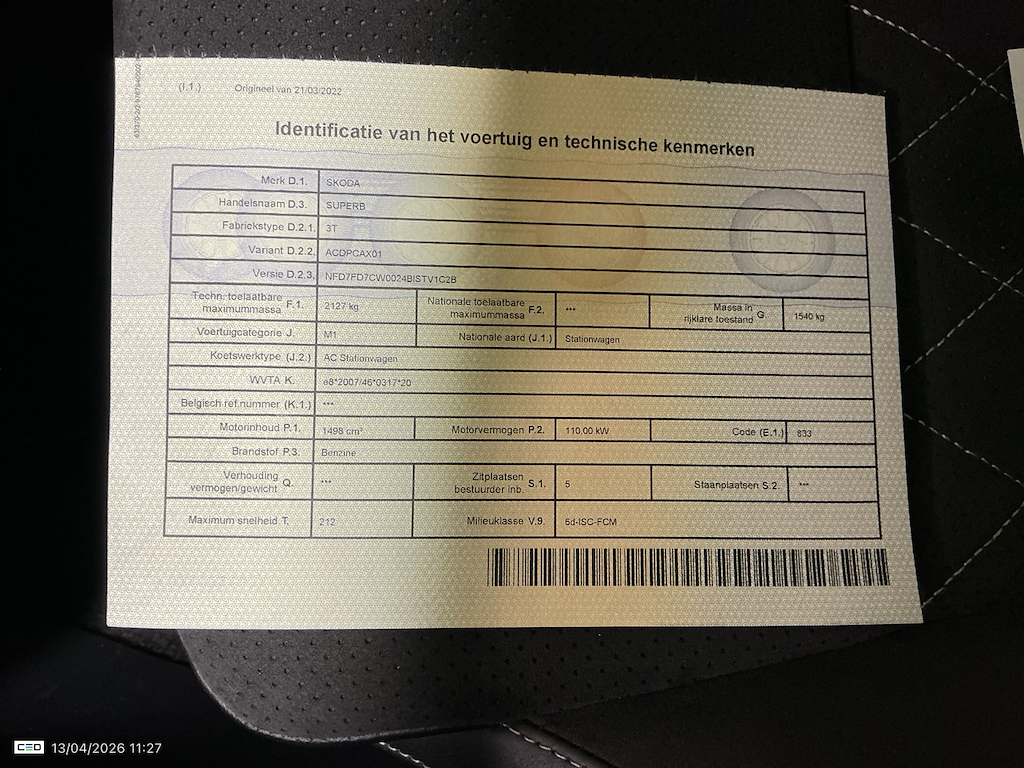 (I.1.) Origineel van 21/03/2022
Identificatie van het voertuig en technische kenmerken
Merk D.1. SKODA
Handelsnaam D.3. SUPERB
Fabriekstype D.2.1. 3T
Variant D.2.2. ACDPCAX01
Versie D.2.3. NFD7FD7CW0024BISTV1C2B
Techn. toelaatbare maximummassa F.1. 2127 kg Nationale toelaatbare maximummassa F.2. *** Massa in rijklare toestand G. 1540 kg
Voertuigcategorie J. M1 Nationale aard (J.1.) Stationwagen
Koetswerktype (J.2.) AC Stationwagen
WVTA K. e8*2007/46*0317*20
Belgisch ref.nummer (K.1.) ***
Motorinhoud P.1. 1498 cm³ Motorvermogen P.2. 110.00 kW Code (E.1.) 833
Brandstof P.3. Benzine
Verhouding vermogen/gewicht Q. *** Zitplaatsen bestuurder inb. S.1. 5 Staanplaatsen S.2. ***
Maximum snelheid T. 212 Milieuklasse V.9. 6d-ISC-FCM
CEO 13/04/2026 11:27